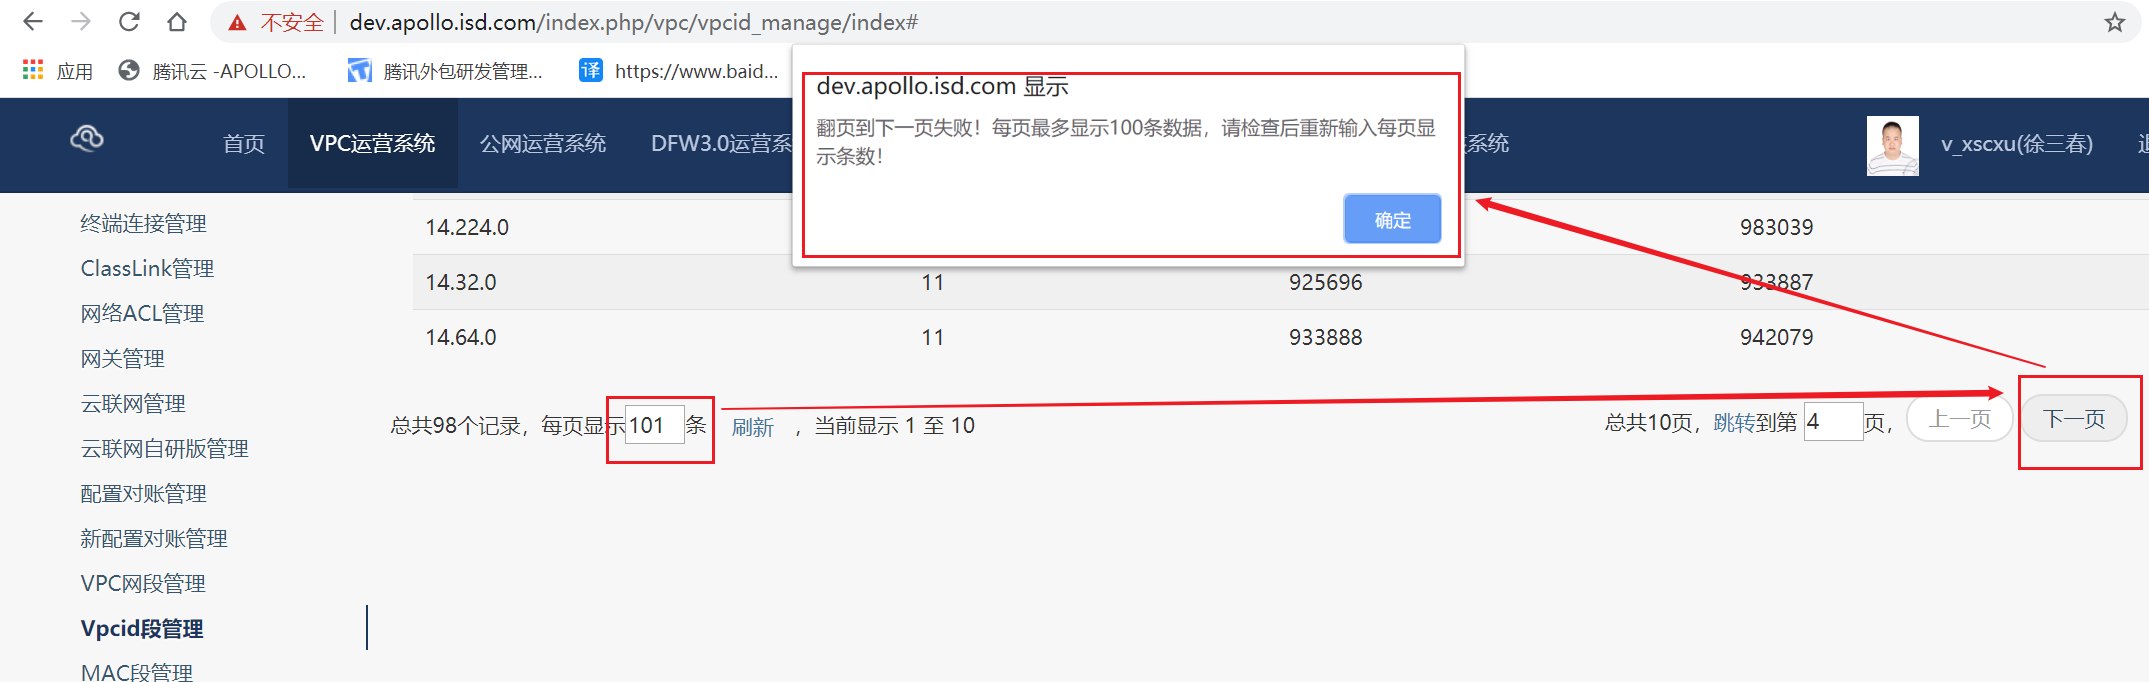 不安全 dev.apollo.isd.com/index.php/vpc/vpcid_manage/index#
应用 腾讯云 -APOLLO... 腾讯外包研发管理... 译 https://www.baid...
dev.apollo.isd.com 显示
翻页到下一页失败！每页最多显示100条数据，请检查后重新输入每页显
示条数！
确定
首页 VPC运营系统 公网运营系统 DFW3.0运营系 系统 v_xscxu(徐三春)
终端连接管理
ClassLink管理
网络ACL管理
网关管理
云联网管理
云联网自研版管理
配置对账管理
新配置对账管理
VPC网段管理
Vpcid段管理
MAC段管理
14.224.0 983039
14.32.0 11 925696 933887
14.64.0 11 933888 942079
总共98个记录，每页显示 101 条 刷新 ，当前显示 1 至 10 总共10页，跳转到第 4 页， 上一页 下一页